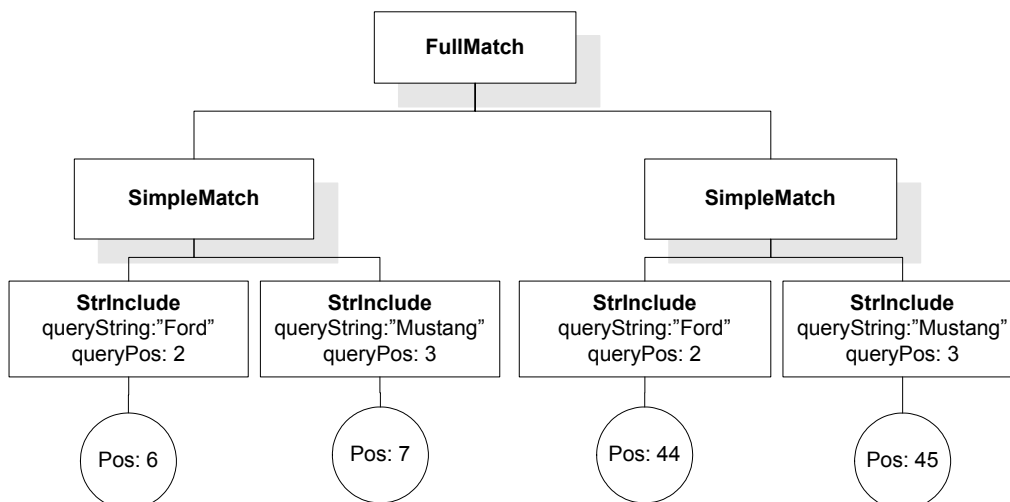 FullMatch
SimpleMatch
SimpleMatch
StrInclude
queryString:”Ford”
queryPos: 2
StrInclude
queryString:”Mustang”
queryPos: 3
StrInclude
queryString:”Ford”
queryPos: 2
StrInclude
queryString:”Mustang”
queryPos: 3
Pos: 6
Pos: 7
Pos: 44
Pos: 45